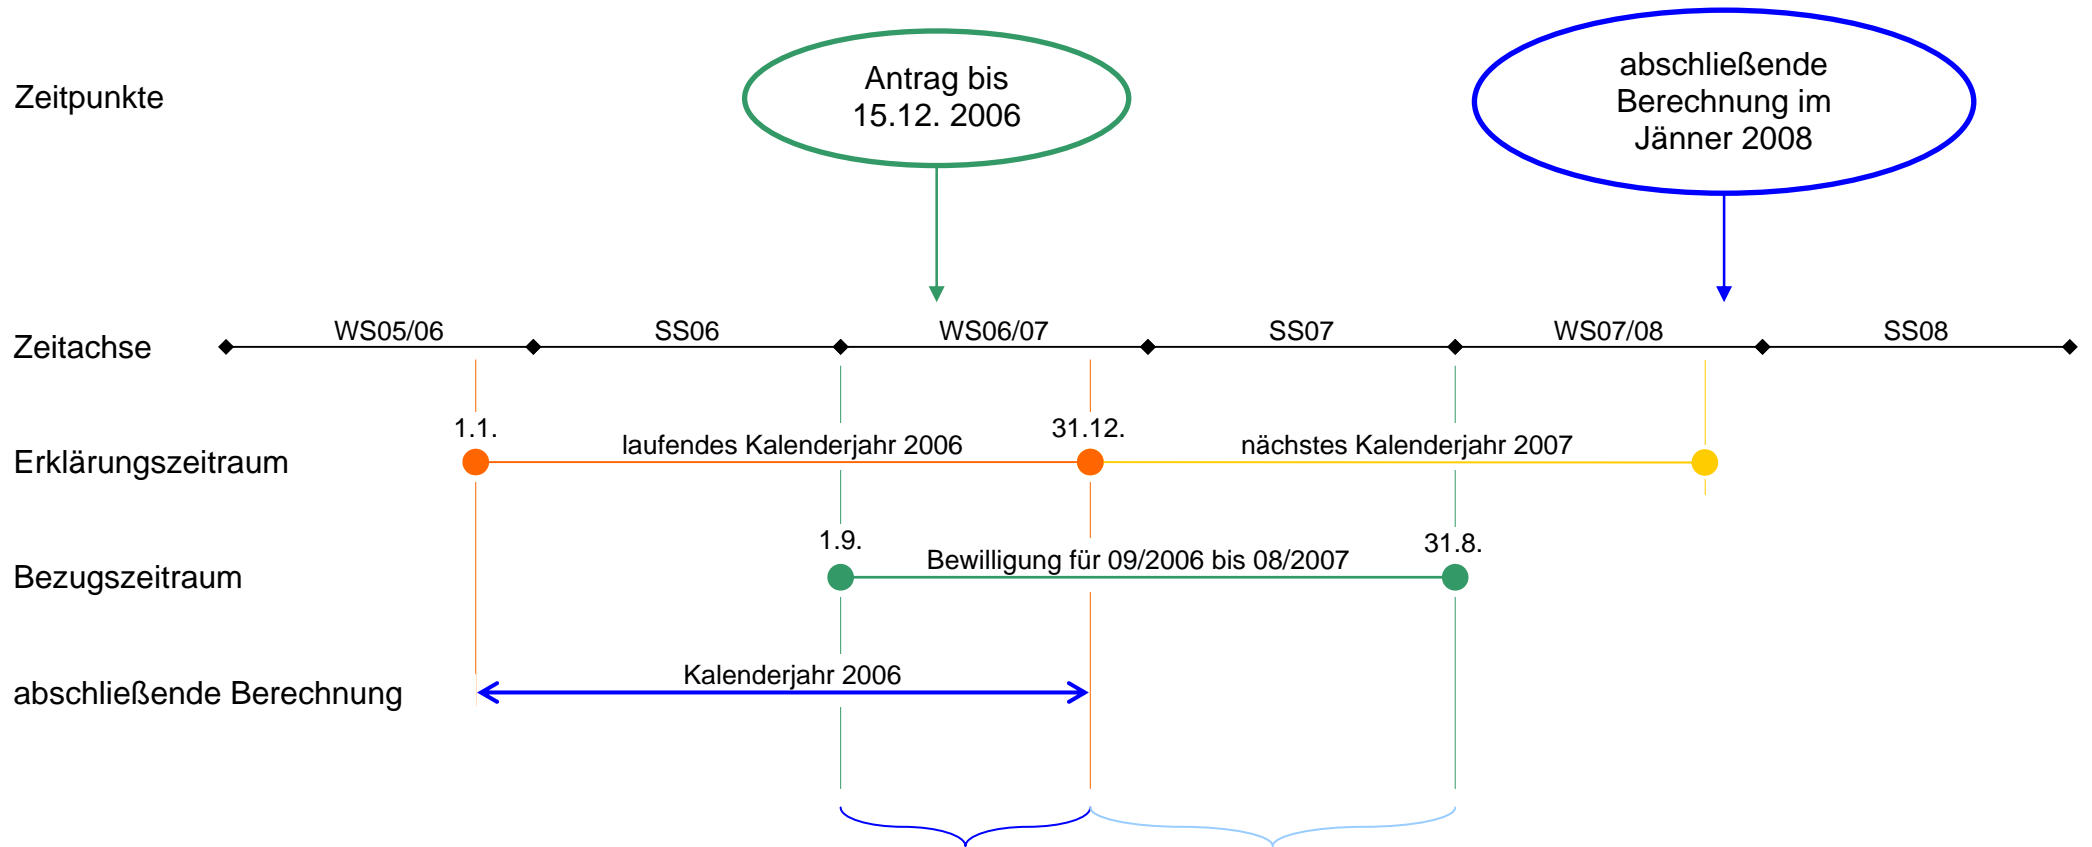 Zeitpunkte
Antrag bis
15.12. 2006
abschließende
Berechnung im
Jänner 2008
Zeitachse
WS05/06
SS06
WS06/07
SS07
WS07/08
SS08
Erklärungszeitraum
1.1.
laufendes Kalenderjahr 2006
31.12.
nächstes Kalenderjahr 2007
Bezugszeitraum
1.9.
Bewilligung für 09/2006 bis 08/2007
31.8.
abschließende Berechnung
Kalenderjahr 2006